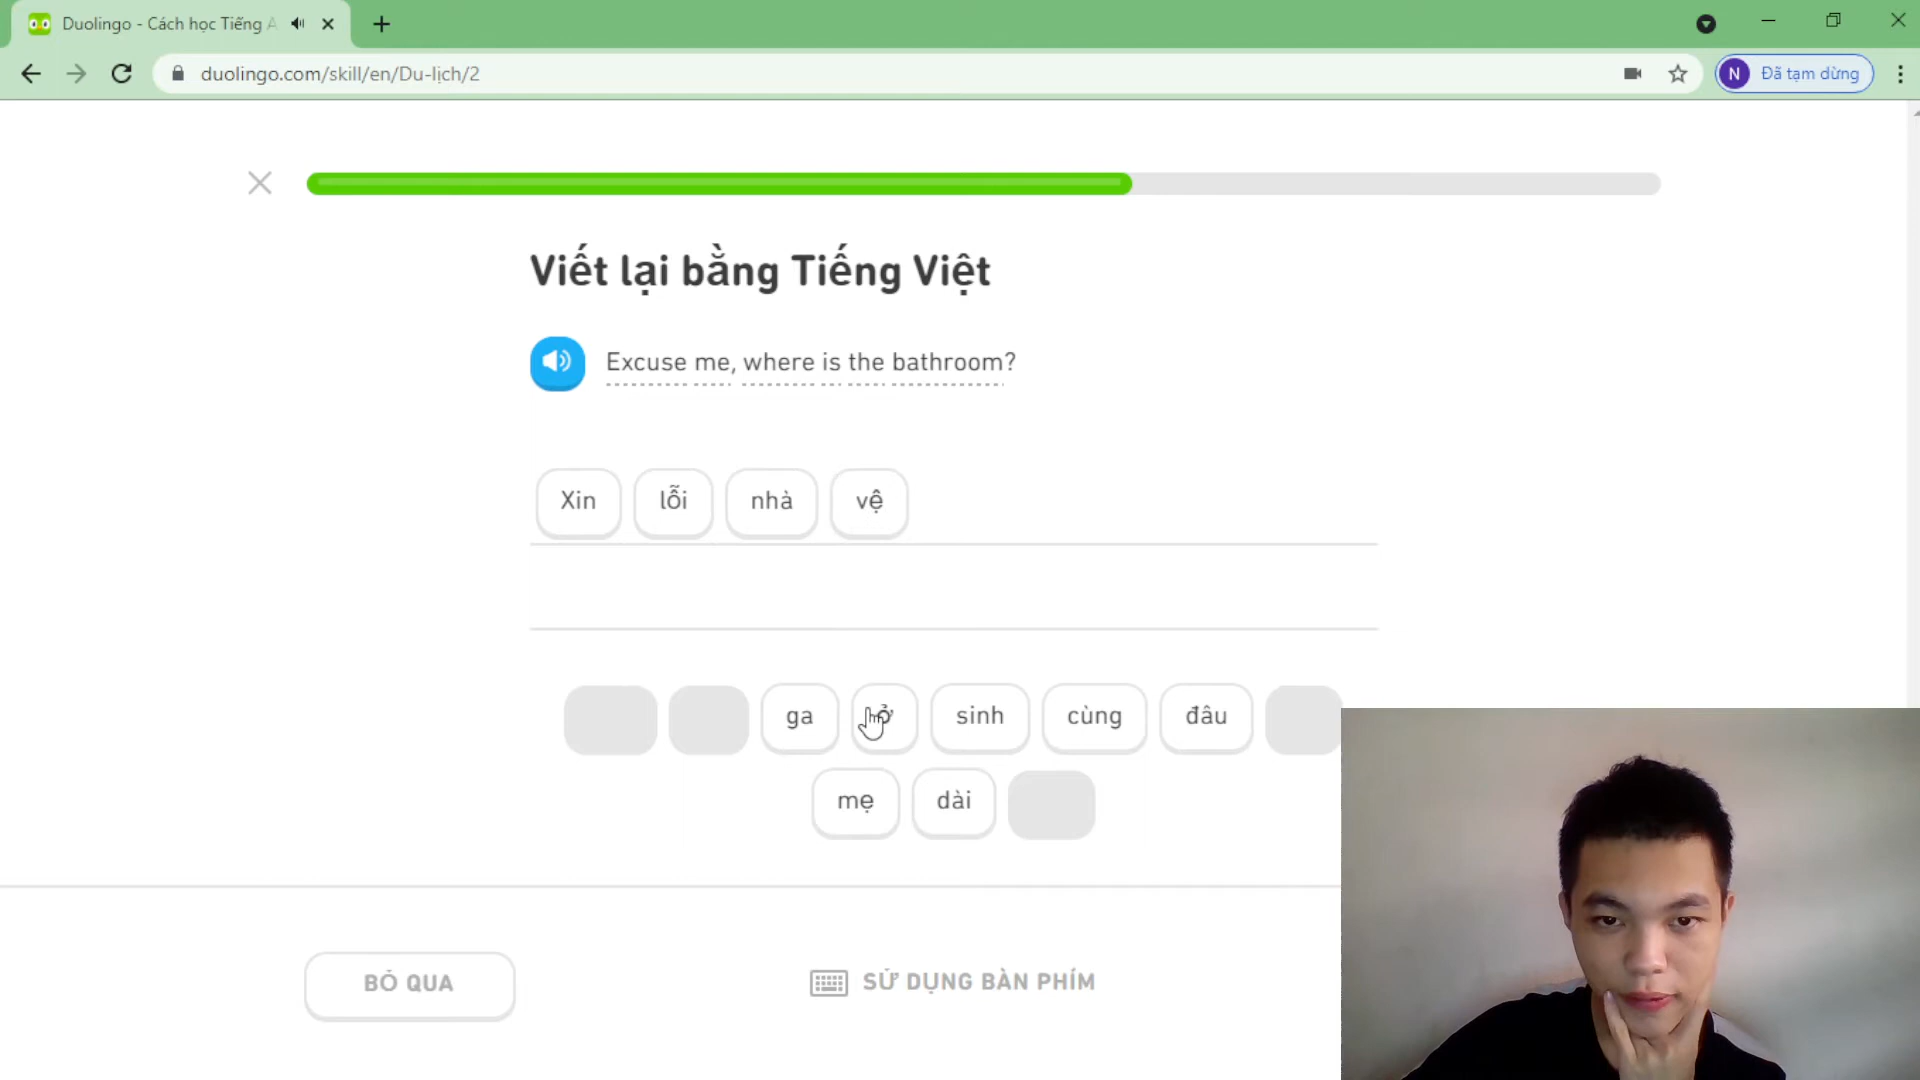 Duolingo - Cách học Tiếng A
duolingo.com/skill/en/Du-lịch/2
N Đã tạm dừng
Viết lại bằng Tiếng Việt
Excuse me, where is the bathroom?
Xin lỗi nhà vệ
ga ở sinh cùng đâu
mẹ dài
BỎ QUA
SỬ DỤNG BÀN PHÍM